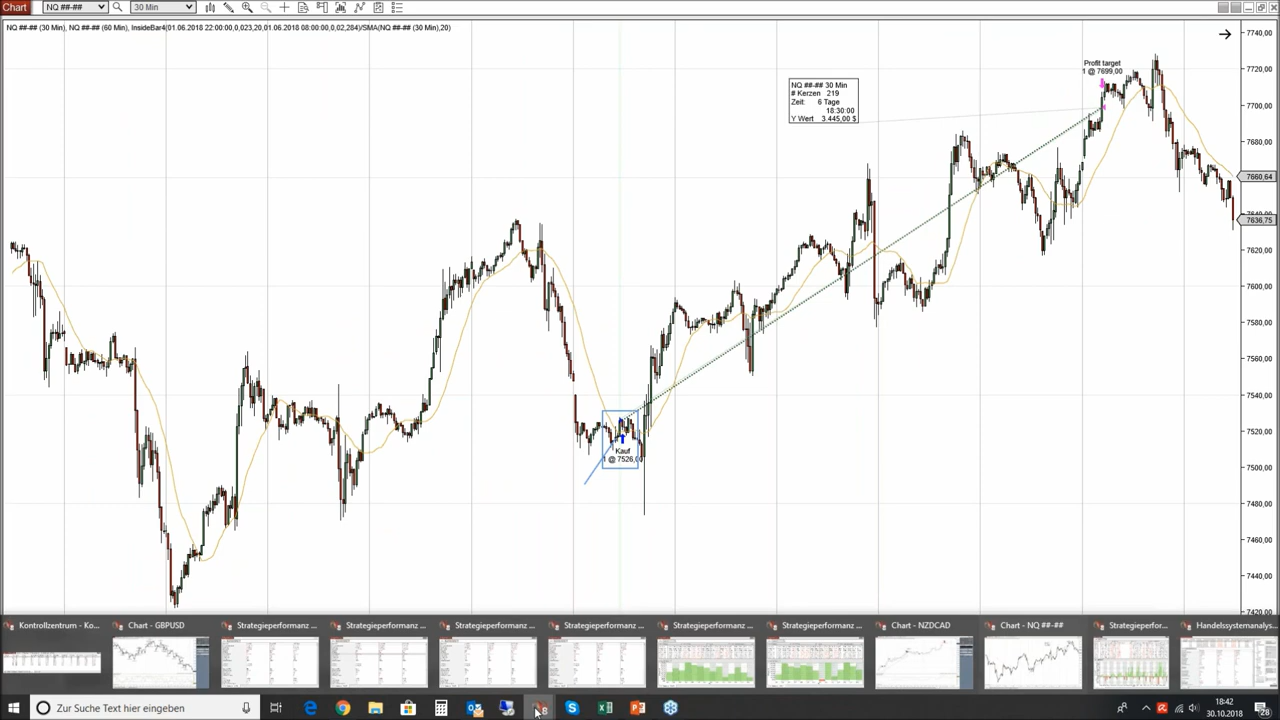 Chart
NQ ##-##
30 Min
NQ ##-## (30 Min), NQ ##-## (60 Min), InsideBar4(01.06.2018 22:00:00,0,023,20,01.06.2018 08:00:00,0,02,284)/SMA(NQ ##-## (30 Min),20)
7740,00
Profit target
1 @ 7699,00
7720,00
NQ ##-## 30 Min
# Kerzen 219
Zeit: 6 Tage
18:30:00
Y Wert 3.445,00 $
7700,00
7680,00
7660,64
7640,00
7636,75
7620,00
7600,00
7580,00
7560,00
7540,00
7520,00
Kauf
1 @ 7526,00
7500,00
7480,00
7460,00
7440,00
7420,00
Kontrollzentrum - Ko...
Chart - GBPUSD
Strategieperformanz ...
Strategieperformanz ...
Strategieperformanz ...
Strategieperformanz ...
Strategieperformanz ...
Strategieperformanz ...
Chart - NZDCAD
Chart - NQ ##-##
Strategieperfor...
Handelssystemanalys...
Zur Suche Text hier eingeben
18:42
30.10.2018
28